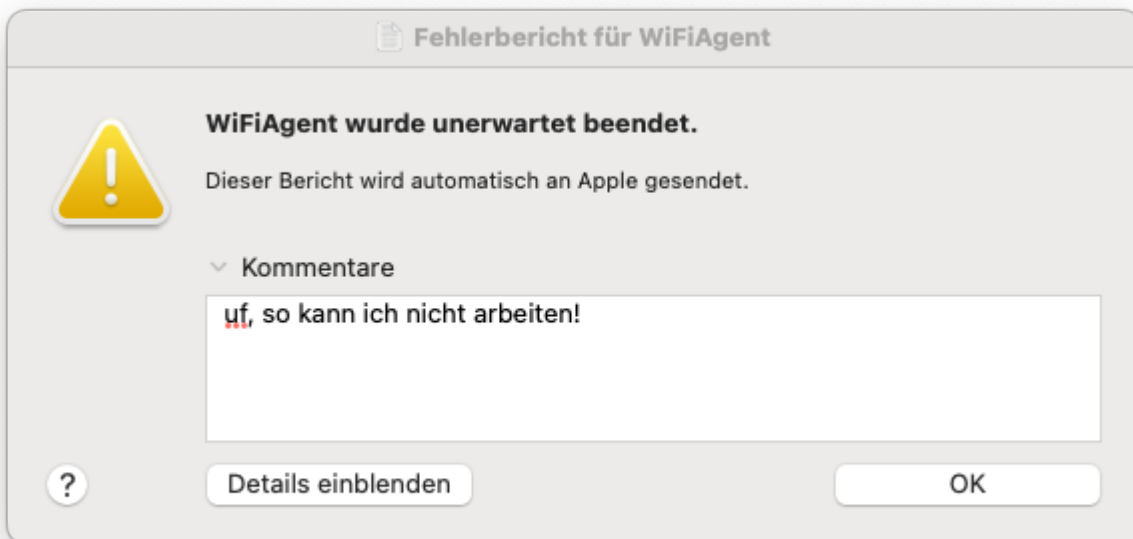 Fehlerbericht für WiFiAgent
WiFiAgent wurde unerwartet beendet.
Dieser Bericht wird automatisch an Apple gesendet.
Kommentare
uf, so kann ich nicht arbeiten!
? Details einblenden OK